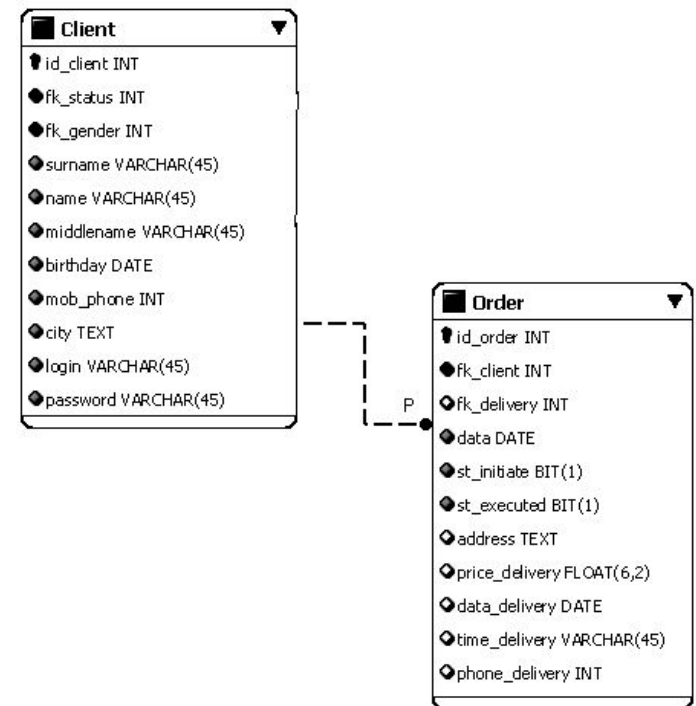 Client
id_client INT
fk_status INT
fk_gender INT
surname VARCHAR(45)
name VARCHAR(45)
middlename VARCHAR(45)
birthday DATE
mob_phone INT
city TEXT
login VARCHAR(45)
password VARCHAR(45)
P
Order
id_order INT
fk_client INT
fk_delivery INT
data DATE
st_initiate BIT(1)
st_executed BIT(1)
address TEXT
price_delivery FLOAT(6,2)
data_delivery DATE
time_delivery VARCHAR(45)
phone_delivery INT